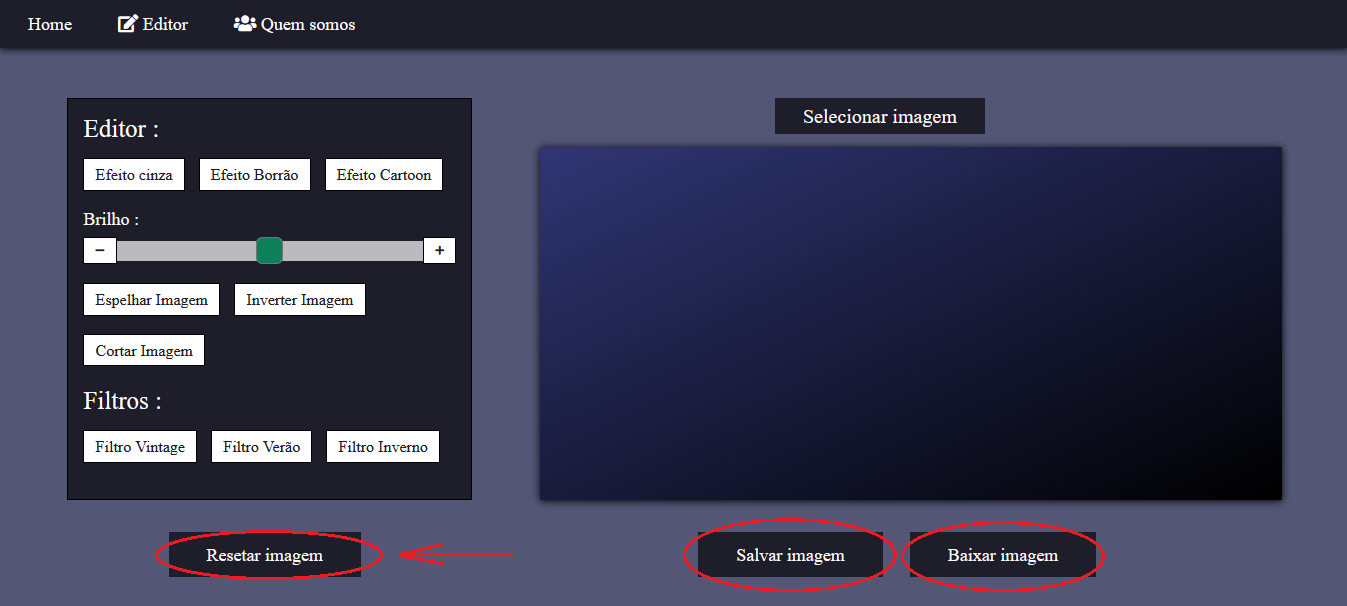 Home Editor Quem somos
Editor :
Efeito cinza Efeito Borrão Efeito Cartoon
Brilho :
− +
Espelhar Imagem Inverter Imagem
Cortar Imagem
Filtros :
Filtro Vintage Filtro Verão Filtro Inverno
Resetar imagem
Selecionar imagem
Salvar imagem Baixar imagem